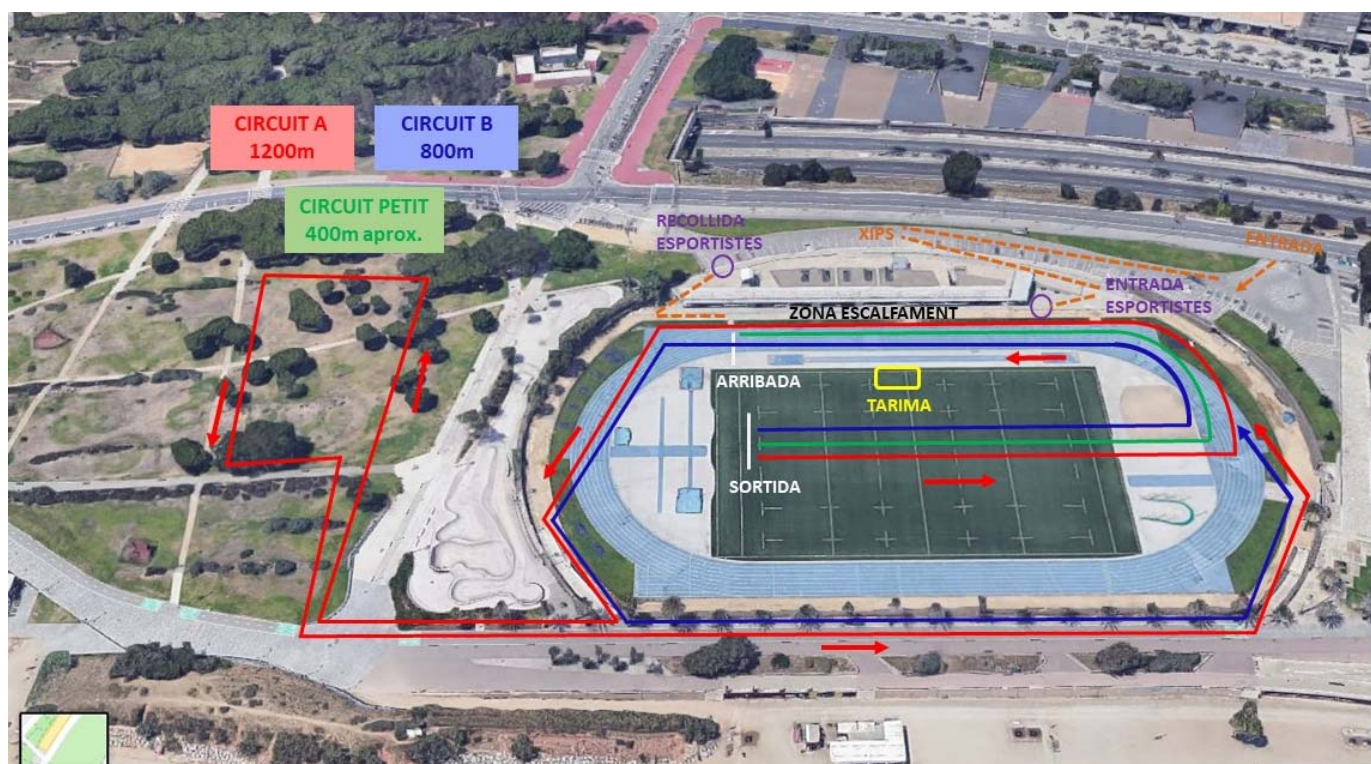 CIRCUIT A
1200m
CIRCUIT B
800m
CIRCUIT PETIT
400m aprox.
RECOLLIDA
ESPORTISTES
XIPS
ENTRADA
ENTRADA
ESPORTISTES
ZONA ESCALFAMENT
ARRIBADA
TARIMA
SORTIDA